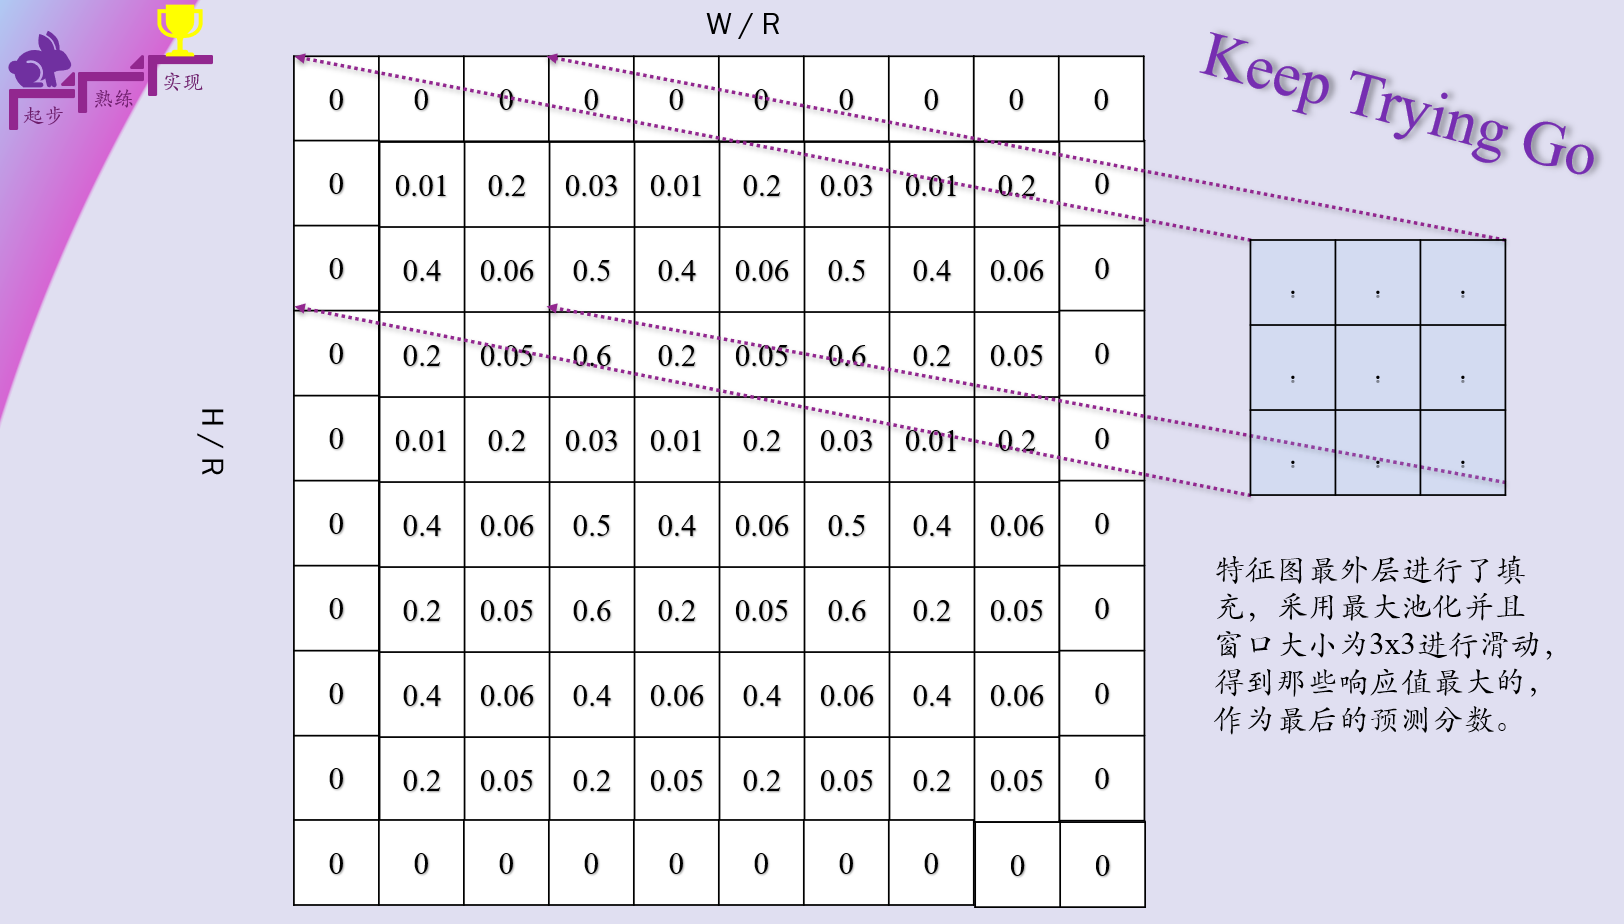 W / R
Keep Trying Go
实现
熟练
起步
0 0 0 0 0 0 0 0 0 0
0 0.01 0.2 0.03 0.01 0.2 0.03 0.01 0.2 0
0 0.4 0.06 0.5 0.4 0.06 0.5 0.4 0.06 0
0 0.2 0.05 0.6 0.2 0.05 0.6 0.2 0.05 0
0 0.01 0.2 0.03 0.01 0.2 0.03 0.01 0.2 0
0 0.4 0.06 0.5 0.4 0.06 0.5 0.4 0.06 0
0 0.2 0.05 0.6 0.2 0.05 0.6 0.2 0.05 0
0 0.4 0.06 0.4 0.06 0.4 0.06 0.4 0.06 0
0 0.2 0.05 0.2 0.05 0.2 0.05 0.2 0.05 0
0 0 0 0 0 0 0 0 0 0
H / R
. . .
. . .
. . .
特征图最外层进行了填
充，采用最大池化并且
窗口大小为3x3进行滑动，
得到那些响应值最大的，
作为最后的预测分数。